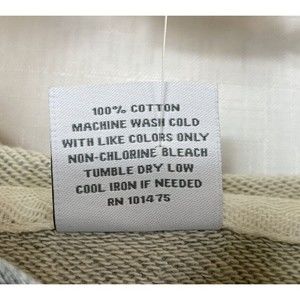 100% COTTON
MACHINE WASH COLD
WITH LIKE COLORS ONLY
NON-CHLORINE BLEACH
TUMBLE DRY LOW
COOL IRON IF NEEDED
RN 101475